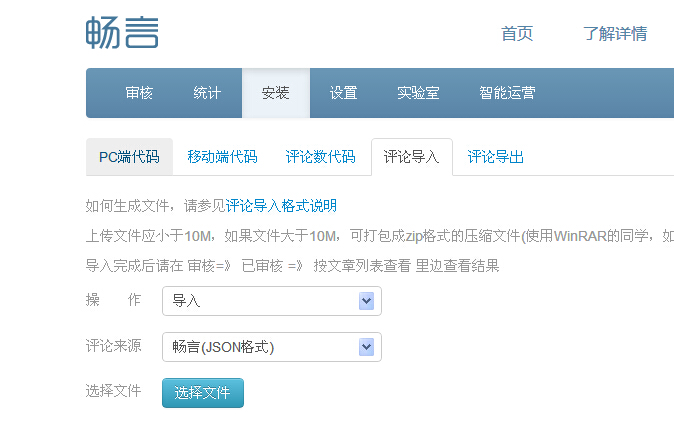 畅言
首页 了解详情
审核 统计 安装 设置 实验室 智能运营
PC端代码 移动端代码 评论数代码 评论导入 评论导出
如何生成文件，请参见评论导入格式说明
上传文件应小于10M，如果文件大于10M，可打包成zip格式的压缩文件(使用WinRAR的同学，如
导入完成后请在 审核=》 已审核 =》 按文章列表查看 里边查看结果
操 作 导入
评论来源 畅言(JSON格式)
选择文件 选择文件